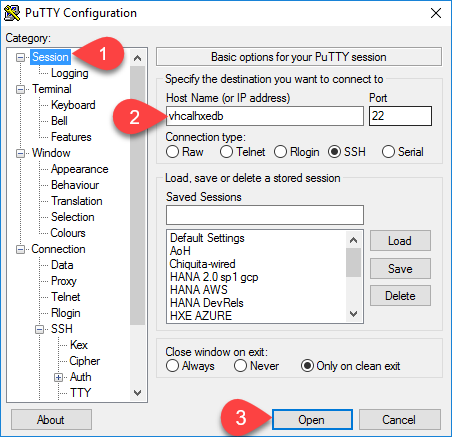 PuTTY Configuration
Category:
Session
Logging
Terminal
Keyboard
Bell
Features
Window
Appearance
Behaviour
Translation
Selection
Colours
Connection
Data
Proxy
Telnet
Rlogin
SSH
Kex
Cipher
Auth
TTY
1
Basic options for your PuTTY session
Specify the destination you want to connect to
Host Name (or IP address) Port
2
vhcalhxedb 22
Connection type:
Raw Telnet Rlogin SSH Serial
Load, save or delete a stored session
Saved Sessions
Default Settings
AoH
Chiquita-wired
HANA 2.0 sp1 gcp
HANA AWS
HANA DevRels
HXE AZURE
Load
Save
Delete
Close window on exit:
Always Never Only on clean exit
About 3 Open Cancel